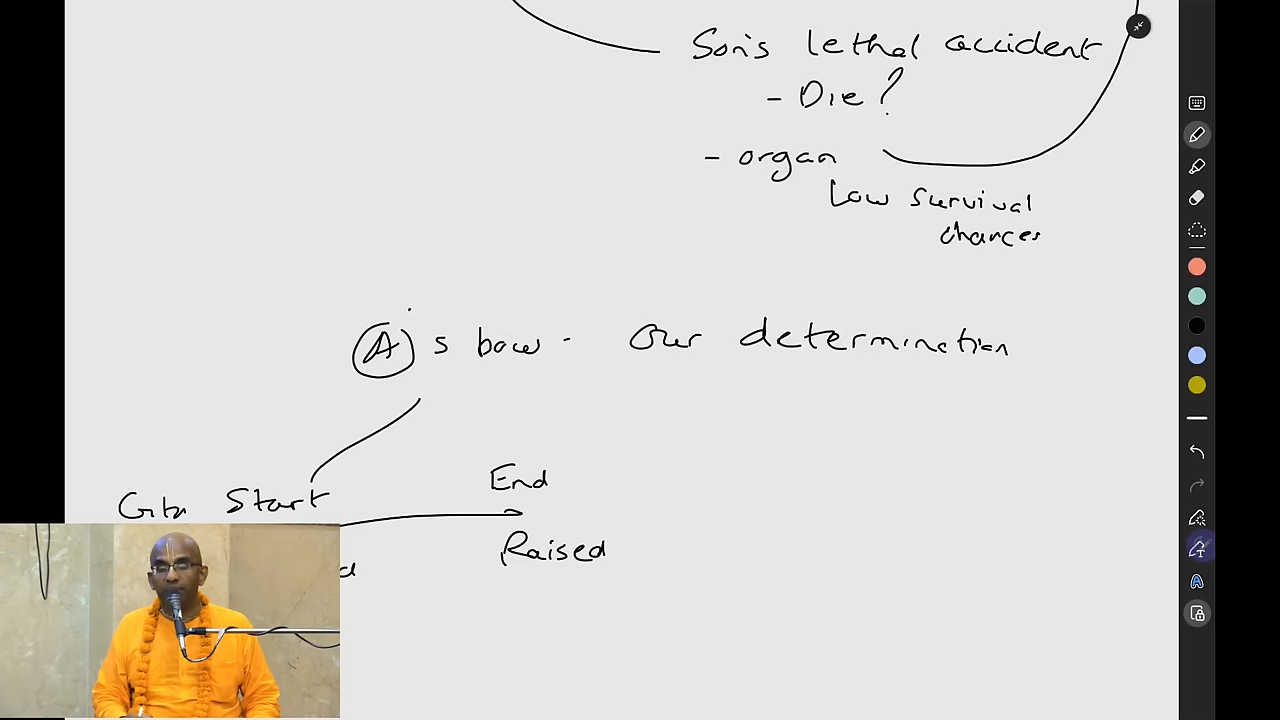 Son's lethal accident
- Die?
- organ
Low survival
chances
A s bow - Our determination
End
Gita Start
Raised